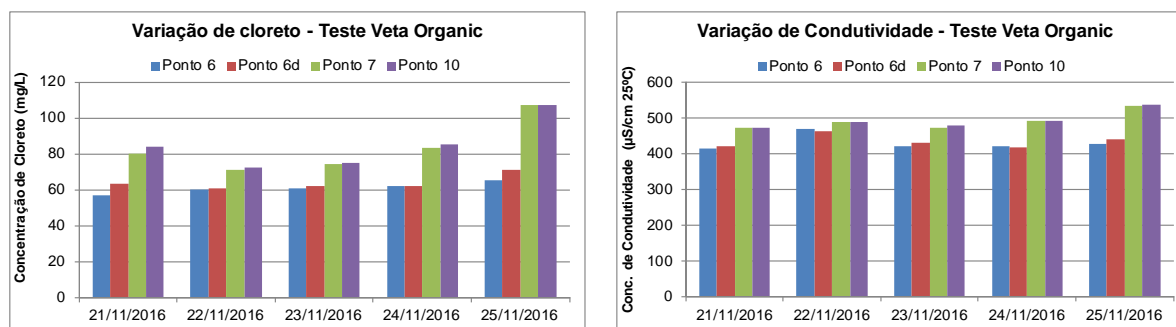 Variação de cloreto - Teste Veta Organic
Ponto 6 Ponto 6d Ponto 7 Ponto 10
Concentração de Cloreto (mg/L)
120
100
80
60
40
20
0
21/11/2016 22/11/2016 23/11/2016 24/11/2016 25/11/2016
Variação de Condutividade - Teste Veta Organic
Ponto 6 Ponto 6d Ponto 7 Ponto 10
Conc. de Condutividade (µS/cm 25ºC)
600
500
400
300
200
100
0
21/11/2016 22/11/2016 23/11/2016 24/11/2016 25/11/2016